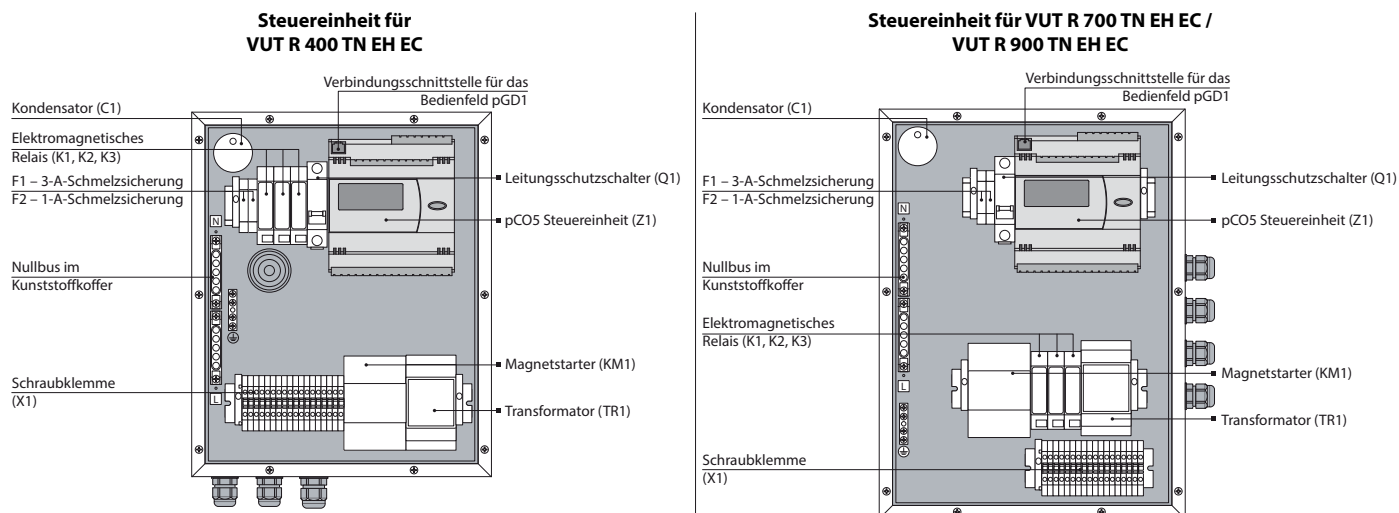 Steuereinheit für
VUT R 400 TN EH EC
Verbindungsschnittstelle für das
Bedienfeld pGD1
Kondensator (C1)
Elektromagnetisches
Relais (K1, K2, K3)
F1 – 3-A-Schmelzsicherung
F2 – 1-A-Schmelzsicherung
Leitungsschutzschalter (Q1)
pCO5 Steuereinheit (Z1)
N
Nullbus im
Kunststoffkoffer
Magnetstarter (KM1)
Schraubklemme
(X1)
L
Transformator (TR1)
Steuereinheit für VUT R 700 TN EH EC /
VUT R 900 TN EH EC
Verbindungsschnittstelle für das
Bedienfeld pGD1
Kondensator (C1)
F1 – 3-A-Schmelzsicherung
F2 – 1-A-Schmelzsicherung
Leitungsschutzschalter (Q1)
N
pCO5 Steuereinheit (Z1)
Nullbus im
Kunststoffkoffer
Elektromagnetisches
Relais (K1, K2, K3)
Magnetstarter (KM1)
L
Transformator (TR1)
Schraubklemme
(X1)